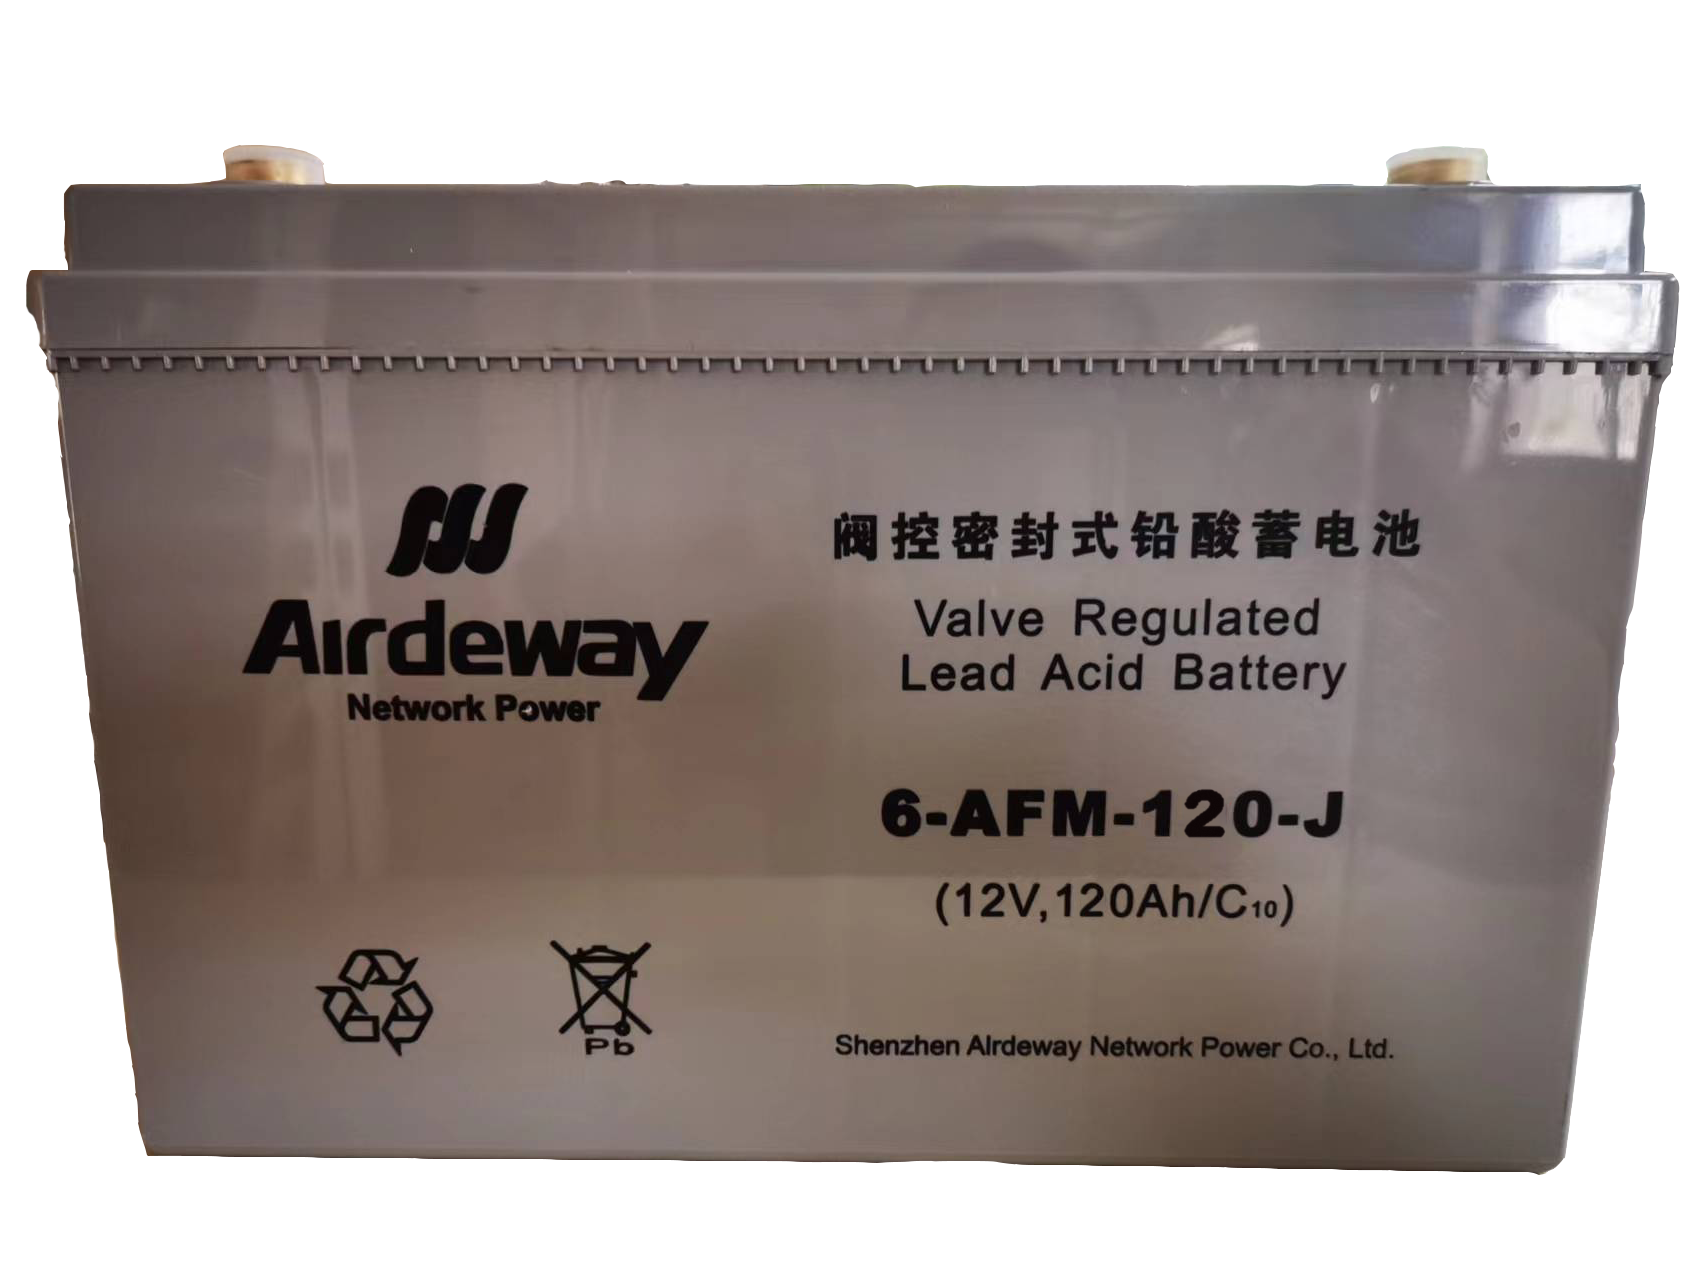 Airdeway
Network Power
阀控密封式铅酸蓄电池
Valve Regulated
Lead Acid Battery
6-AFM-120-J
(12V,120Ah/C₁₀)
Pb
Shenzhen Airdeway Network Power Co., Ltd.